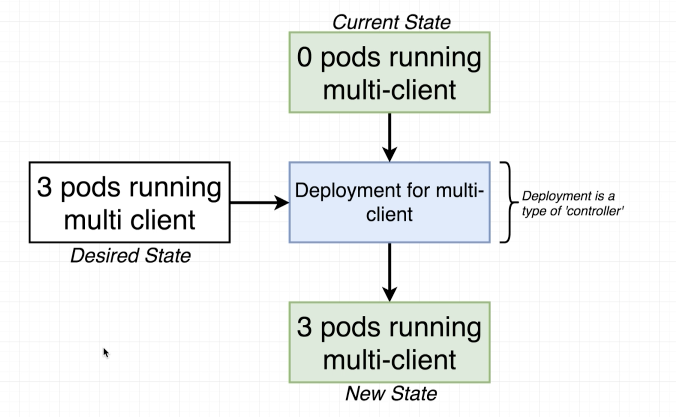 Current State
0 pods running
multi-client
3 pods running
multi client
Desired State
Deployment for multi-
client
Deployment is a
type of 'controller'
3 pods running
multi-client
New State